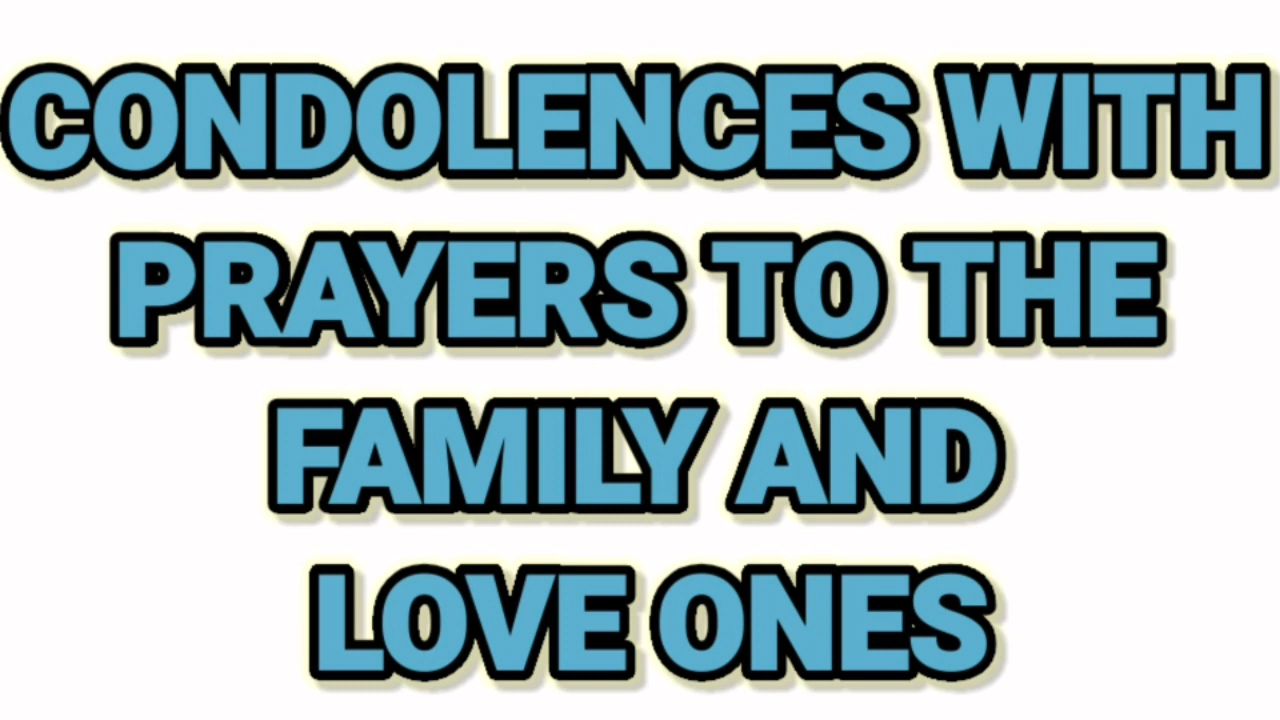 CONDOLENCES WITH
PRAYERS TO THE
FAMILY AND
LOVE ONES